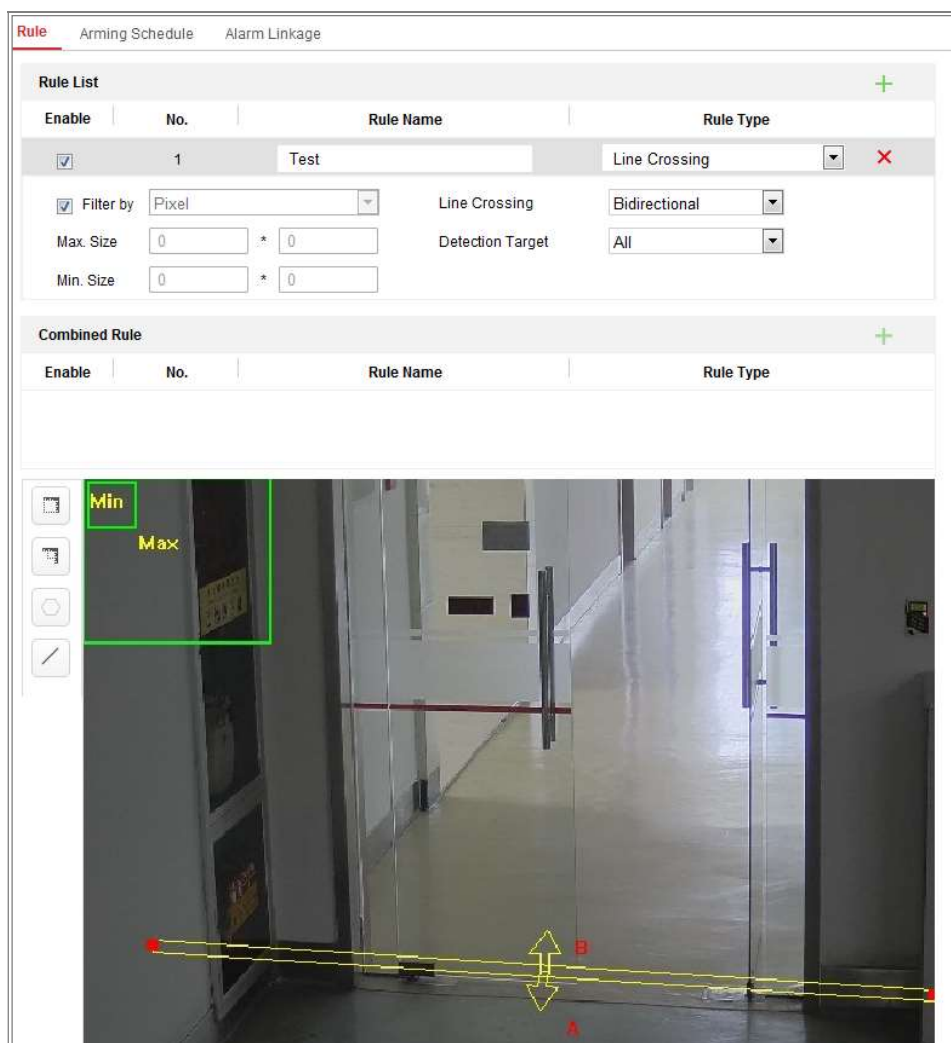 Rule Arming Schedule Alarm Linkage
Rule List
Enable No. Rule Name Rule Type
1 Test Line Crossing
Filter by Pixel Line Crossing Bidirectional
Max. Size 0 * 0 Detection Target All
Min. Size 0 * 0
Combined Rule
Enable No. Rule Name Rule Type
Min
Max
B
A